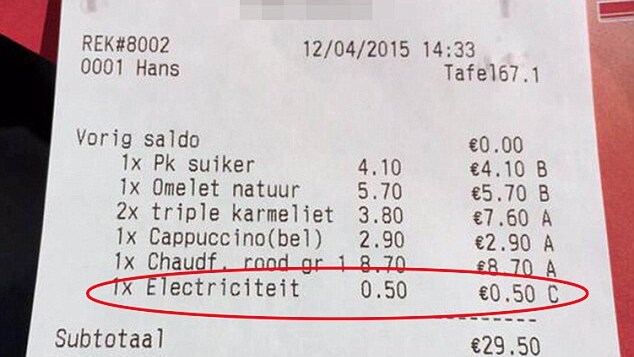 REK#8002 12/04/2015 14:33
0001 Hans Tafel67.1
Vorig saldo €0.00
1x Pk suiker 4.10 €4.10 B
1x Omelet natuur 5.70 €5.70 B
2x triple karmeliet 3.80 €7.60 A
1x Cappuccino(bel) 2.90 €2.90 A
1x Chaudf. rood gr 1 8.70 €8.70 A
1x Electriciteit 0.50 €0.50 C
Subtotaal €29.50